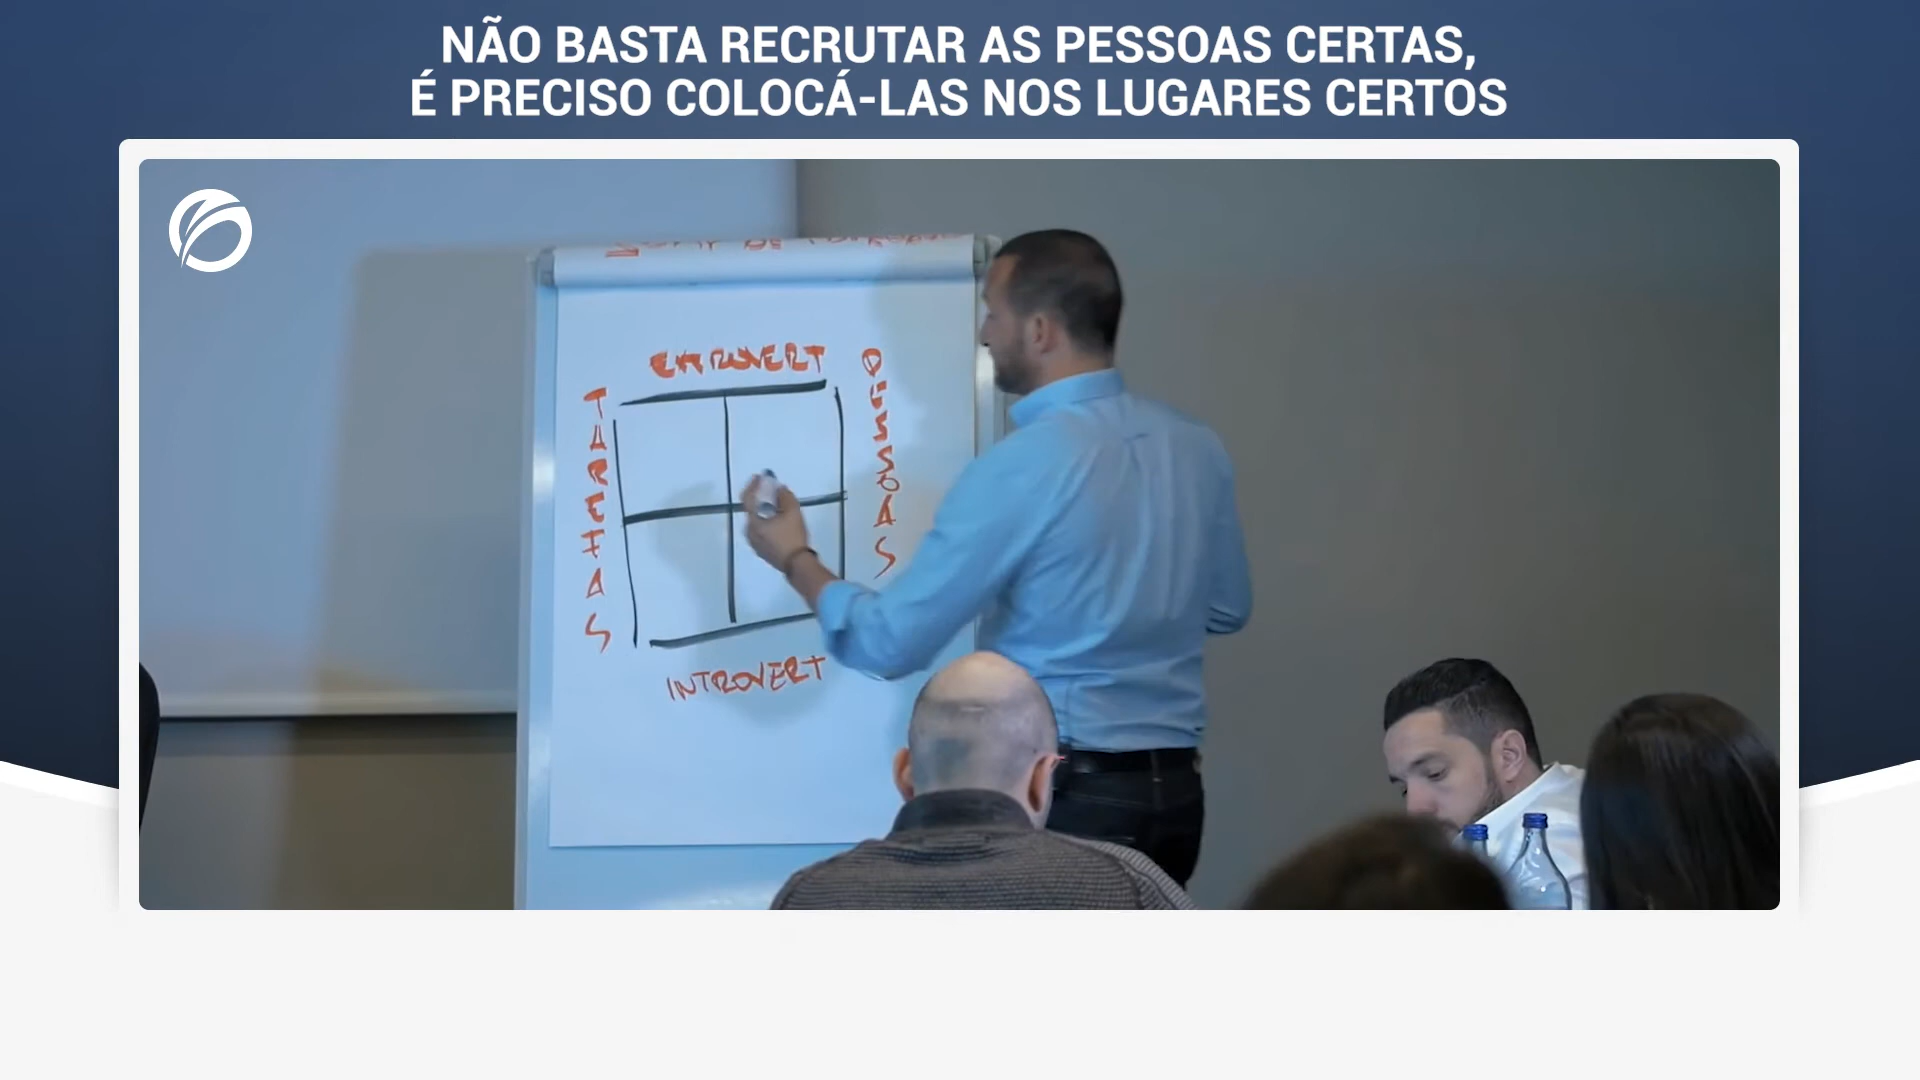 NÃO BASTA RECRUTAR AS PESSOAS CERTAS,
É PRECISO COLOCÁ-LAS NOS LUGARES CERTOS
EXTROVERT
TAREFAS
PESSOAS
INTROVERT